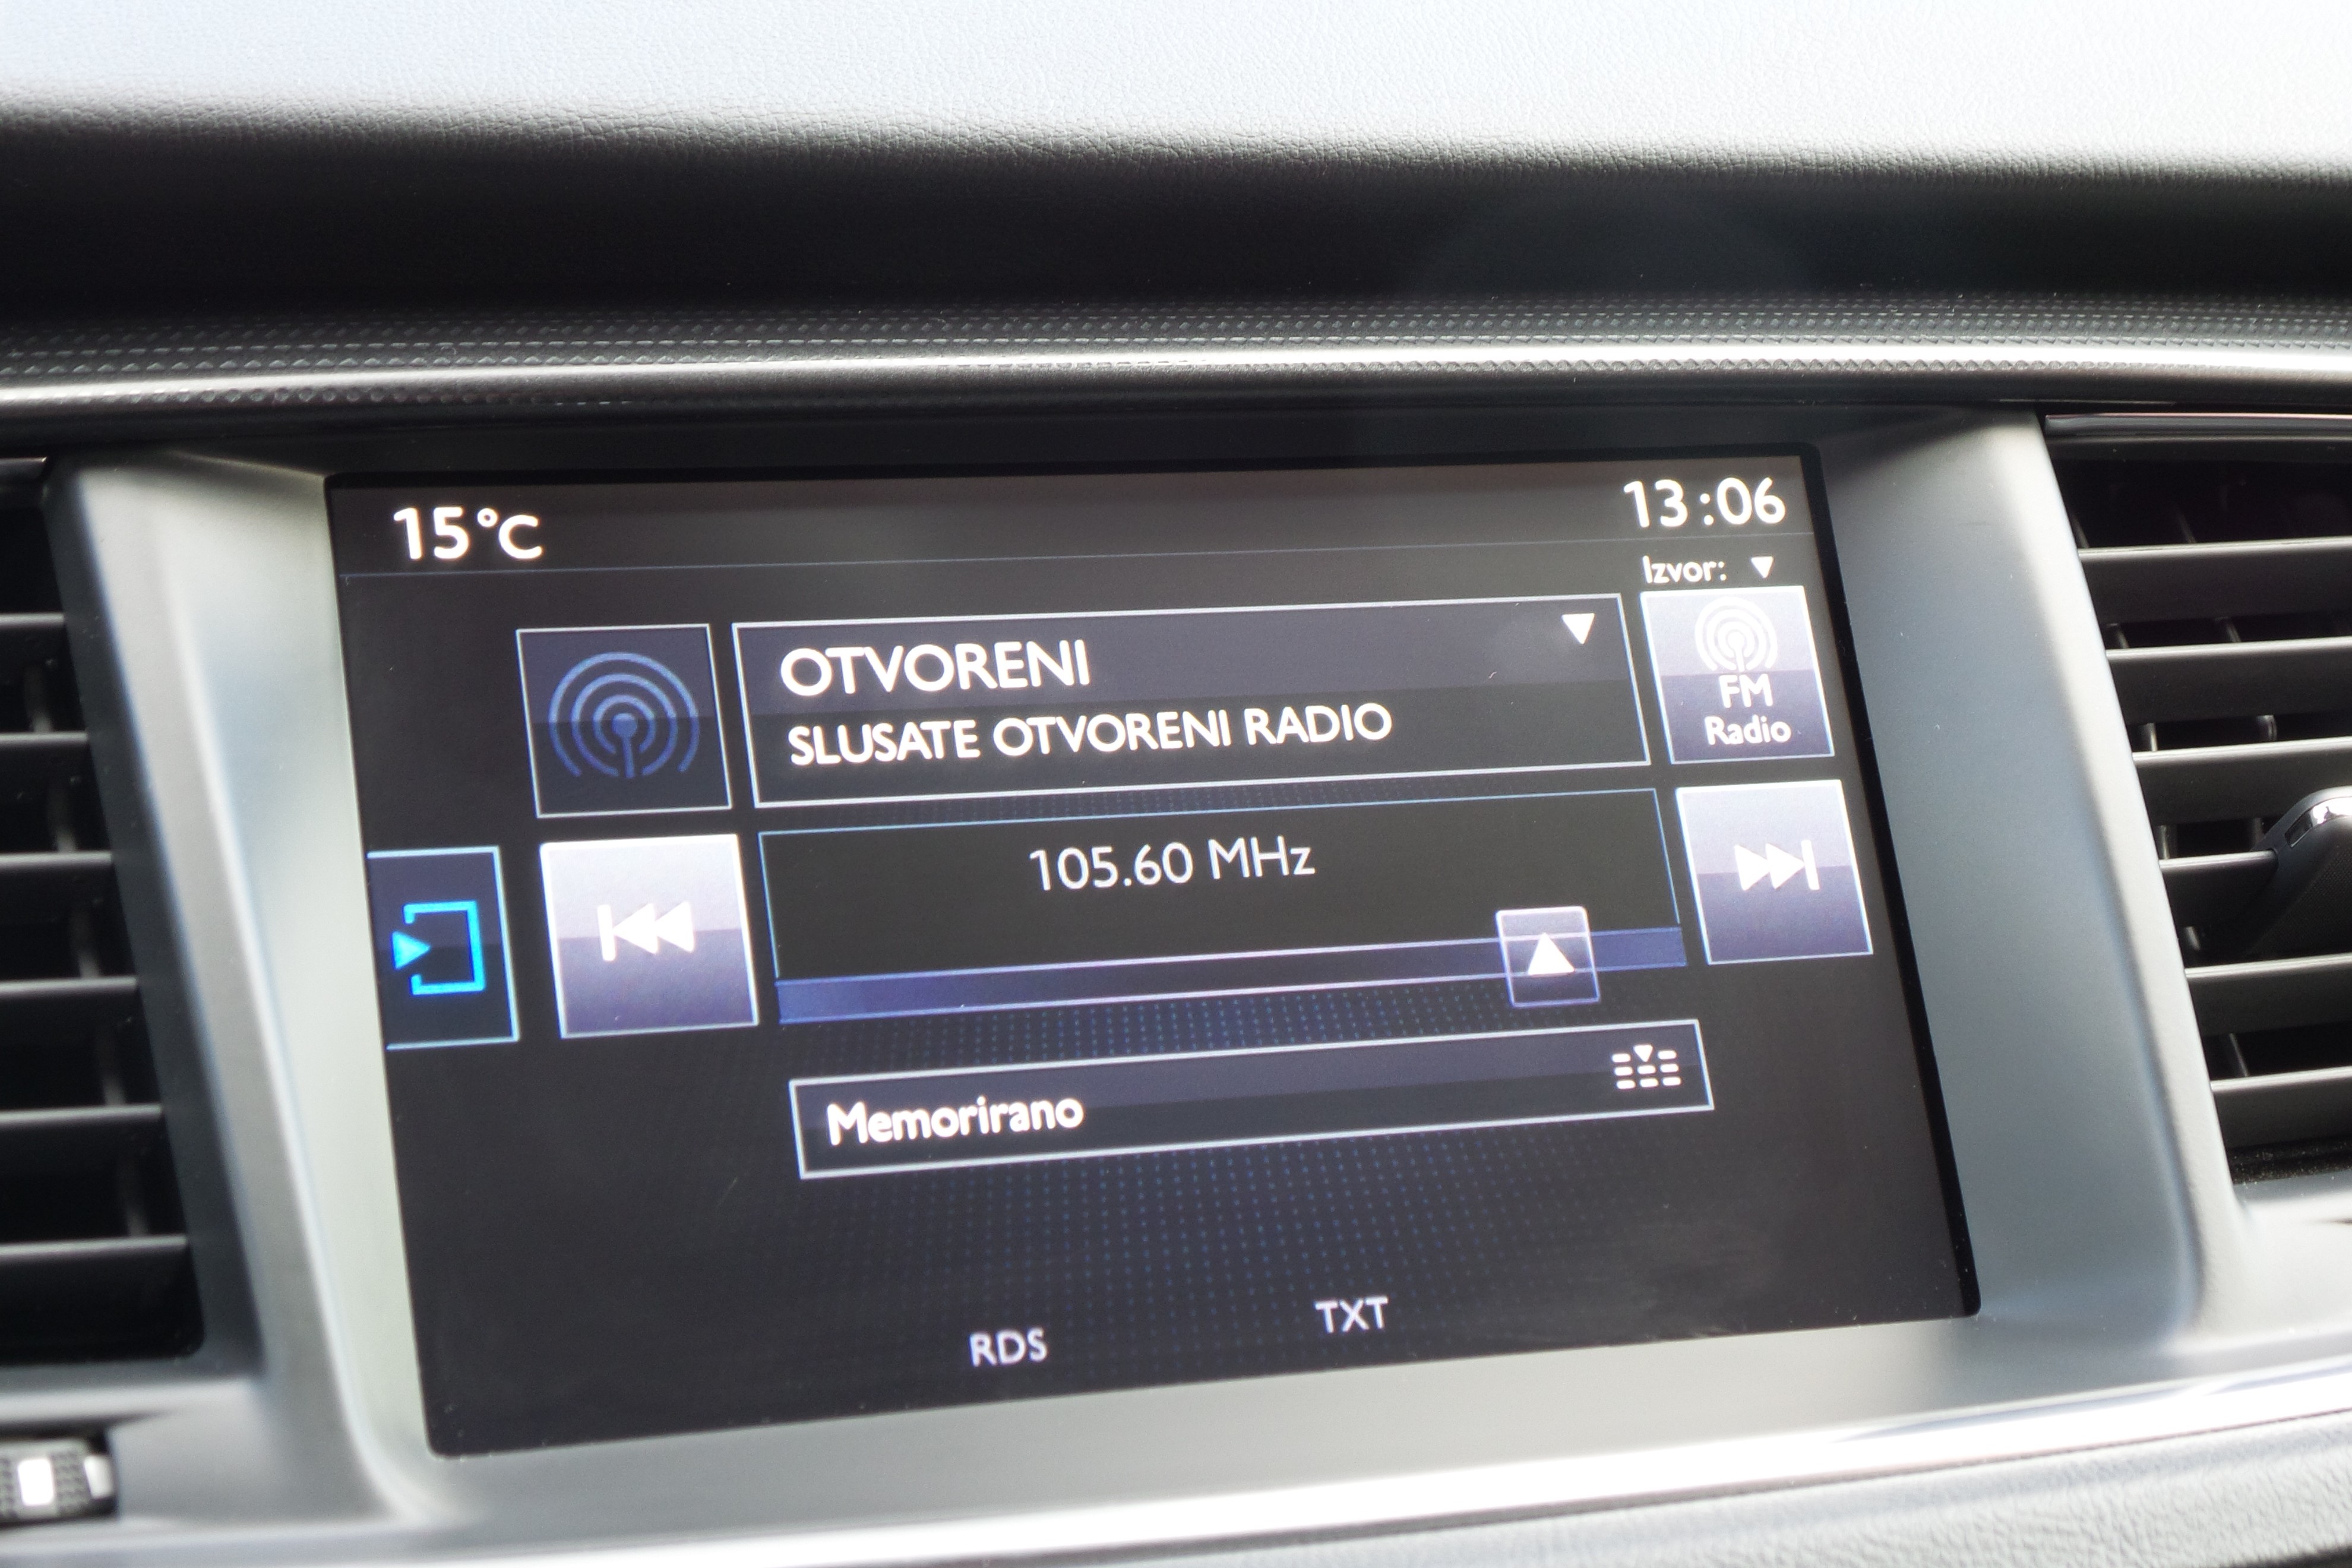 15°C
13:06
Izvor:
OTVORENI
SLUSATE OTVORENI RADIO
FM
Radio
105.60 MHz
Memorirano
RDS
TXT